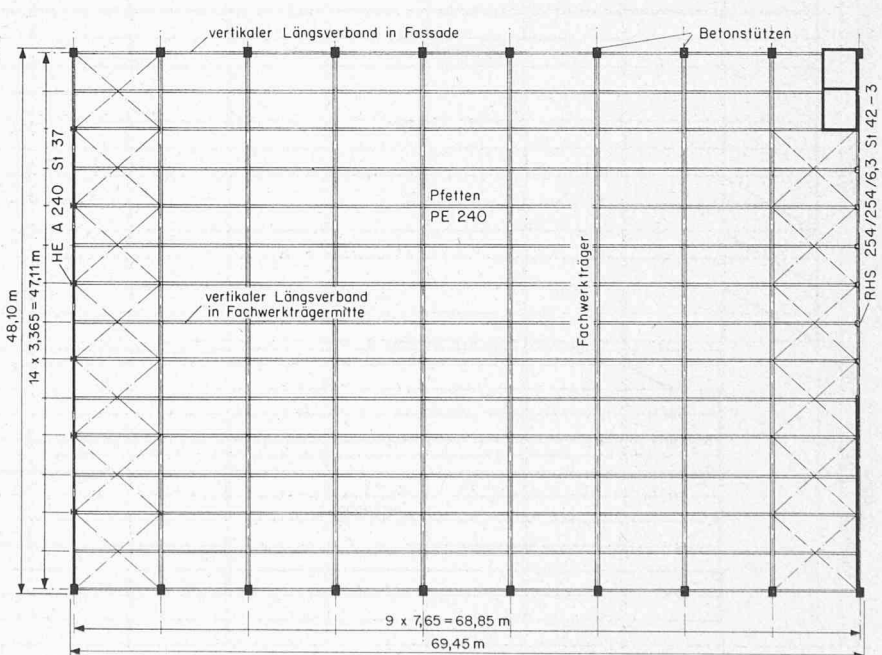 vertikaler Längsverband in Fassade
Betonstützen
HE A 240 St 37
RHS 254/254/6,3 St 42-3
Pfetten
PE 240
Fachwerkträger
vertikaler Längsverband
in Fachwerkträgermitte
48,10 m
14 x 3,365 = 47,11 m
9 x 7,65 = 68,85 m
69,45 m